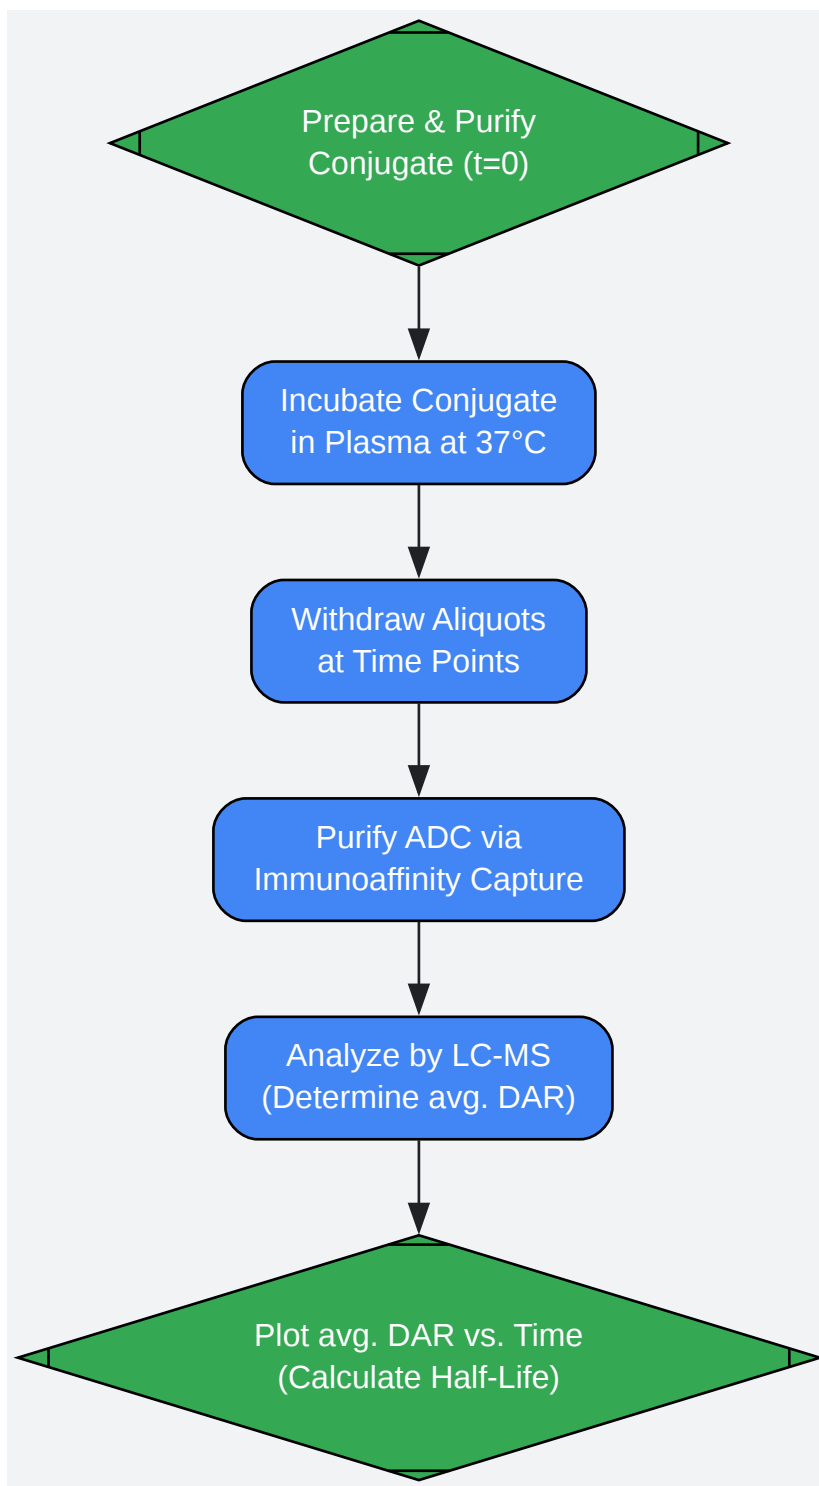 Prepare & Purify
Conjugate (t=0)
Incubate Conjugate
in Plasma at 37°C
Withdraw Aliquots
at Time Points
Purify ADC via
Immunoaffinity Capture
Analyze by LC-MS
(Determine avg. DAR)
Plot avg. DAR vs. Time
(Calculate Half-Life)